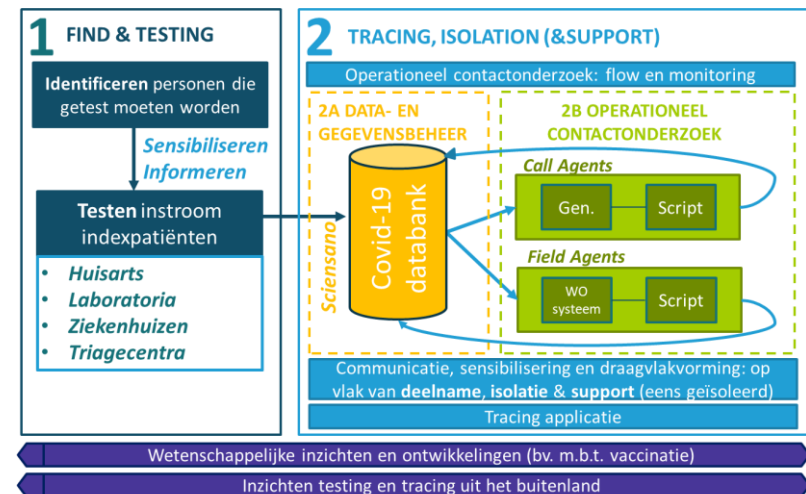 1 FIND & TESTING
Identificeren personen die
getest moeten worden
Sensibiliseren
Informeren
Testen instroom
indexpatiënten
• Huisarts
• Laboratoria
• Ziekenhuizen
• Triagecentra
2 TRACING, ISOLATION (&SUPPORT)
Operationeel contactonderzoek: flow en monitoring
2A DATA- EN
GEGEVENSBEHEER
Sciensano
Covid-19
databank
2B OPERATIONEEL
CONTACTONDERZOEK
Call Agents
Gen.
Script
Field Agents
WO
systeem
Script
Communicatie, sensibilisering en draagvlakvorming: op
vlak van deelname, isolatie & support (eens geïsoleerd)
Tracing applicatie
Wetenschappelijke inzichten en ontwikkelingen (bv. m.b.t. vaccinatie)
Inzichten testing en tracing uit het buitenland